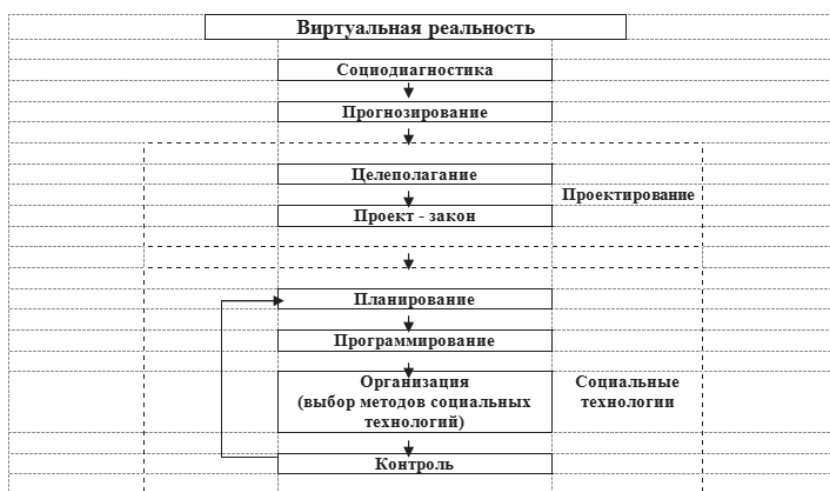 Виртуальная реальность
Социодиагностика
Прогнозирование
Целеполагание
Проектирование
Проект - закон
Планирование
Программирование
Организация
(выбор методов социальных
технологий)
Социальные
технологии
Контроль